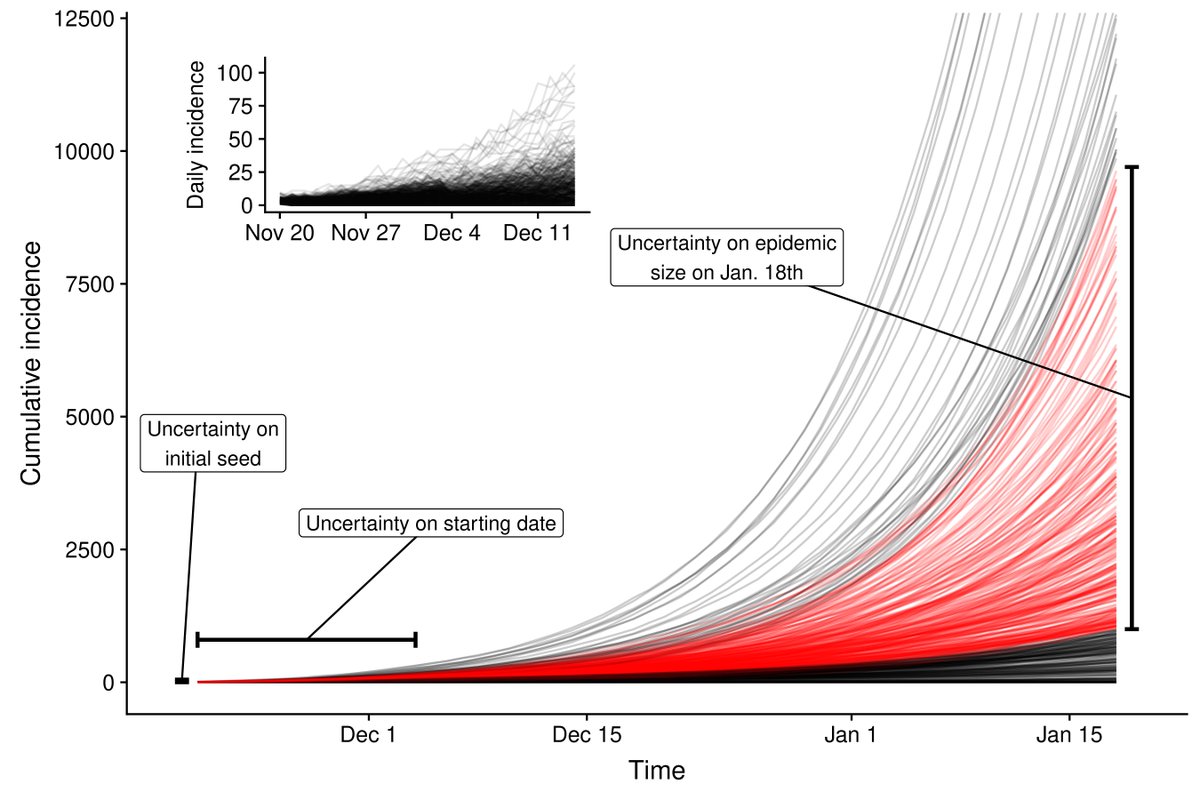 12500
10000
7500
5000
2500
0
Cumulative incidence
100
75
50
25
0
Daily incidence
Nov 20 Nov 27 Dec 4 Dec 11
Uncertainty on epidemic
size on Jan. 18th
Uncertainty on
initial seed
Uncertainty on starting date
Dec 1 Dec 15 Jan 1 Jan 15
Time